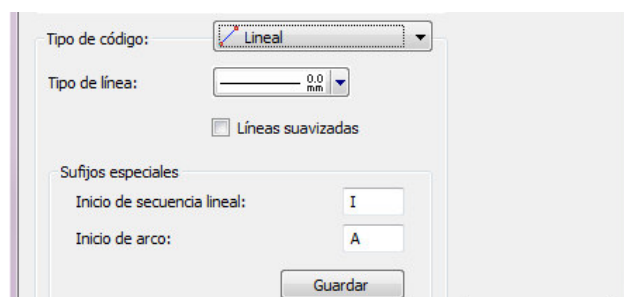 Tipo de código: Lineal
Tipo de línea: 0.0 mm
Líneas suavizadas
Sufijos especiales
Inicio de secuencia lineal: I
Inicio de arco: A
Guardar